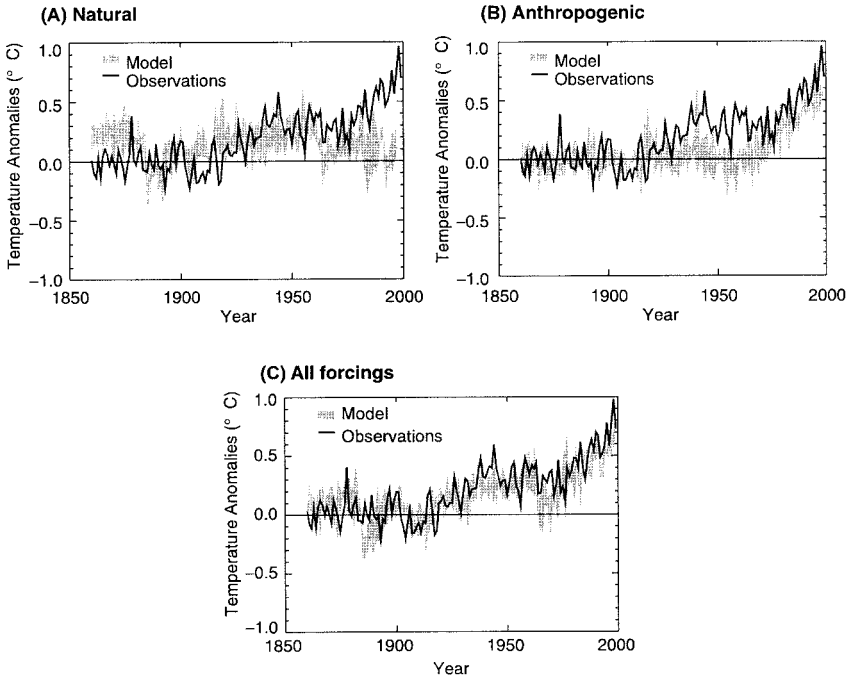 (A) Natural
Temperature Anomalies (° C)
1.0
0.5
0.0
−0.5
−1.0
Model
Observations
1850
1900
1950
2000
Year
(B) Anthropogenic
Temperature Anomalies (° C)
1.0
0.5
0.0
−0.5
−1.0
Model
Observations
1850
1900
1950
2000
Year
(C) All forcings
Temperature Anomalies (° C)
1.0
0.5
0.0
−0.5
−1.0
Model
Observations
1850
1900
1950
2000
Year